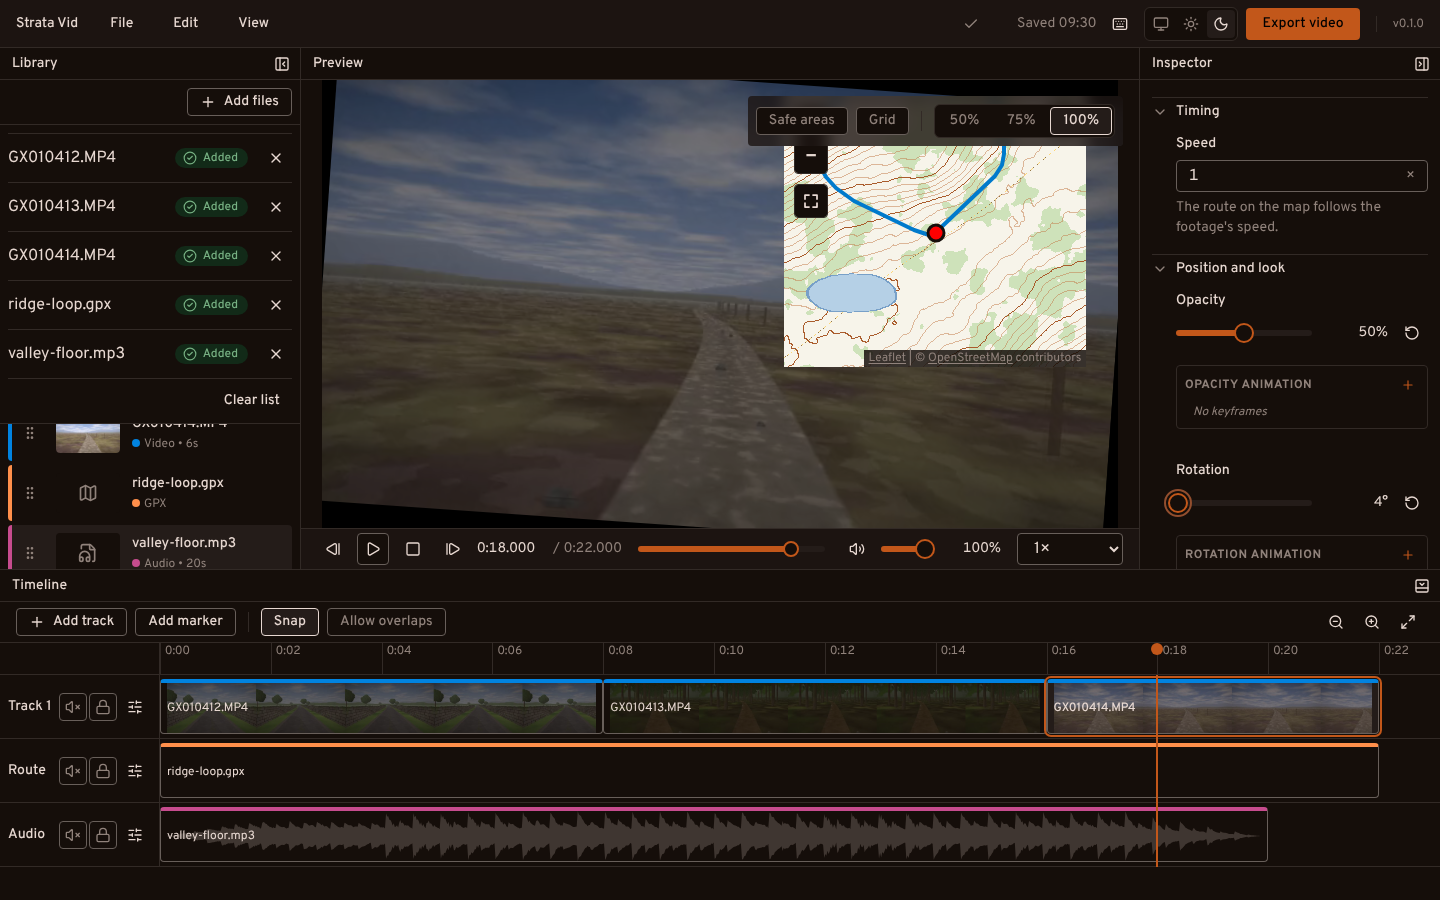 Strata Vid File Edit View Saved 09:30 Export video v0.1.0
Library
Add files
GX010412.MP4 Added
GX010413.MP4 Added
GX010414.MP4 Added
ridge-loop.gpx Added
valley-floor.mp3 Added
Clear list
GX010414.MP4
Video • 6s
ridge-loop.gpx
GPX
valley-floor.mp3
Audio • 20s
Preview
Safe areas Grid 50% 75% 100%
Leaflet | © OpenStreetMap contributors
0:18.000 / 0:22.000 100% 1×
Inspector
Timing
Speed
1
The route on the map follows the
footage's speed.
Position and look
Opacity
50%
OPACITY ANIMATION
No keyframes
Rotation
4°
ROTATION ANIMATION
Timeline
Add track Add marker Snap Allow overlaps
0:00 0:02 0:04 0:06 0:08 0:10 0:12 0:14 0:16 0:18 0:20 0:22
Track 1 GX010412.MP4 GX010413.MP4 GX010414.MP4
Route ridge-loop.gpx
Audio valley-floor.mp3